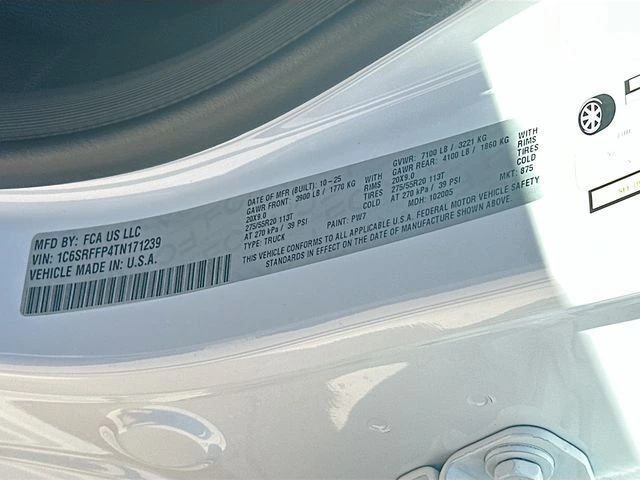 MFD BY: FCA US LLC
VIN: 1C6SRFFP4TN171239
VEHICLE MADE IN: U.S.A.
DATE OF MFR (BUILT): 10-25
GAWR FRONT: 3900 LB / 1770 KG WITH
20X9.0 RIMS
275/55R20 113T TIRES
AT 270 kPa / 39 PSI COLD
TYPE: TRUCK PAINT: PW7
GVWR: 7100 LB / 3221 KG
GAWR REAR: 4100 LB / 1860 KG WITH
20X9.0 RIMS
275/55R20 113T TIRES
AT 270 kPa / 39 PSI COLD
MDH: 102005 MKT: 875
THIS VEHICLE CONFORMS TO ALL APPLICABLE U.S.A. FEDERAL MOTOR VEHICLE SAFETY
STANDARDS IN EFFECT ON THE DATE OF MANUFACTURE SHOWN ABOVE.